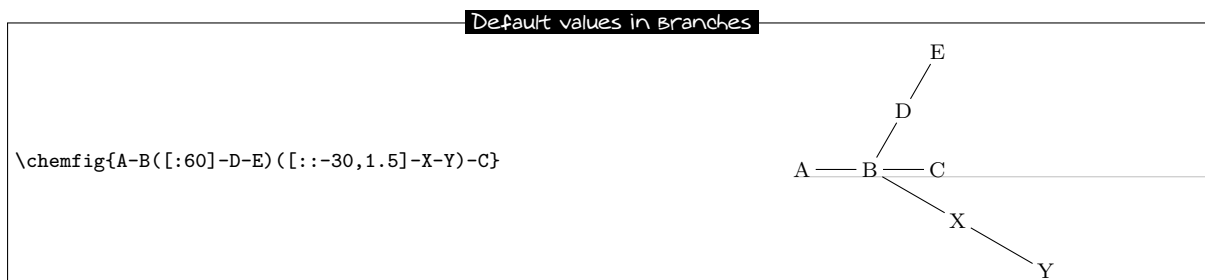 Default values in Branches
\chemfig{A-B([:60]-D-E)([::-30,1.5]-X-Y)-C}
E
D
A B C
X
Y